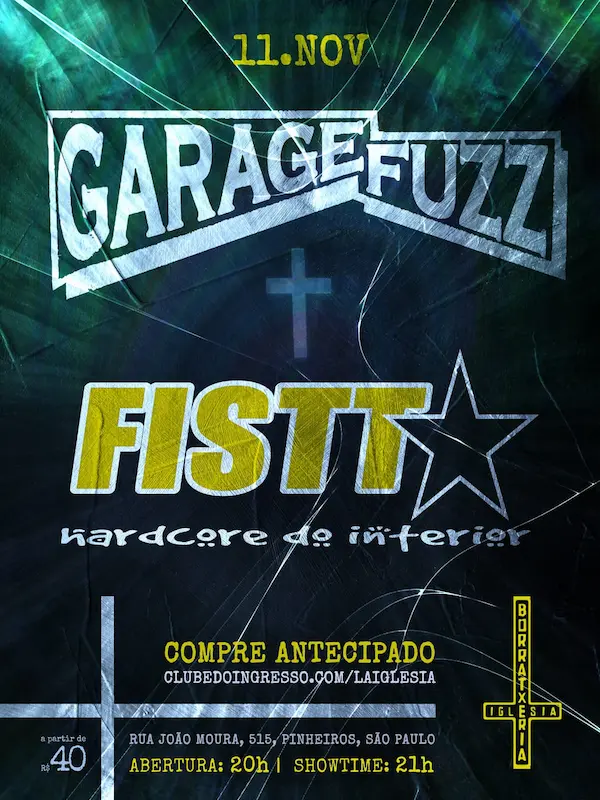 11.NOV
GARAGE FUZZ
FISTT
hardcore do interior
COMPRE ANTECIPADO
CLUBEDOINGRESSO.COM/LAIGLESIA
BORRATXERIA
IGLESIA
a partir de
R$40
RUA JOÃO MOURA, 515, PINHEIROS, SÃO PAULO
ABERTURA: 20h | SHOWTIME: 21h